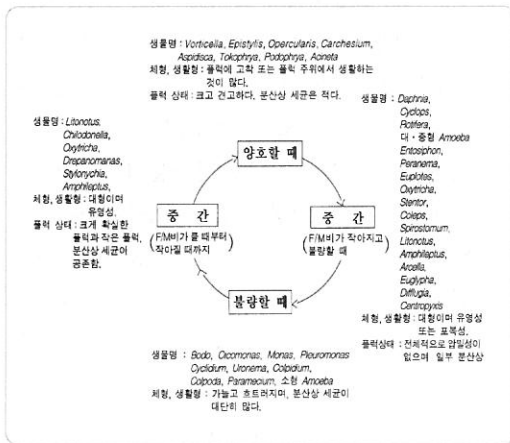 생물명 : Vorticella, Epistylis, Opercularis, Carchesium,
Aspidisca, Tokophrya, Podophrya, Acineta
체형, 생활형 : 플럭에 고착 또는 플럭 주위에서 생활하는
것이 많다.
플럭 상태 : 크고 견고하다. 분산상 세균은 적다.
생물명 : Litonotus,
Chilodonella,
Oxytricha,
Drepanomanas,
Stylonychia,
Amphileptus,
체형, 생활형 : 대형이며
유영성.
플럭 상태 : 크게 확실한
플럭과 작은 플럭,
분산상 세균이
공존함.
양호할 때
중 간
(F/M비가 클 때부터
작아질 때까지)
중 간
(F/M비가 작아지고
불량할 때)
불량할 때
생물명 : Daphnia,
Cyclops,
Rotifera,
대·중형 Amoeba
Entosiphon,
Peranema,
Euplotes,
Oxytricha,
Stentor,
Coleps,
Spirostomum,
Litonotus,
Amphileptus,
Arcella,
Euglypha,
Difflugia,
Centropyxis
체형, 생활형 : 대형이며 유영성
또는 포복성.
플럭상태 : 전체적으로 압밀성이
없으며 일부 분산상
생물명 : Bodo, Oicomonas, Monas, Pleuromonas
Cyclidium, Uronema, Colpidium,
Colpoda, Paramecium, 소형 Amoeba
체형, 생활형 : 가늘고 흐트러지며, 분산상 세균이
대단히 많다.